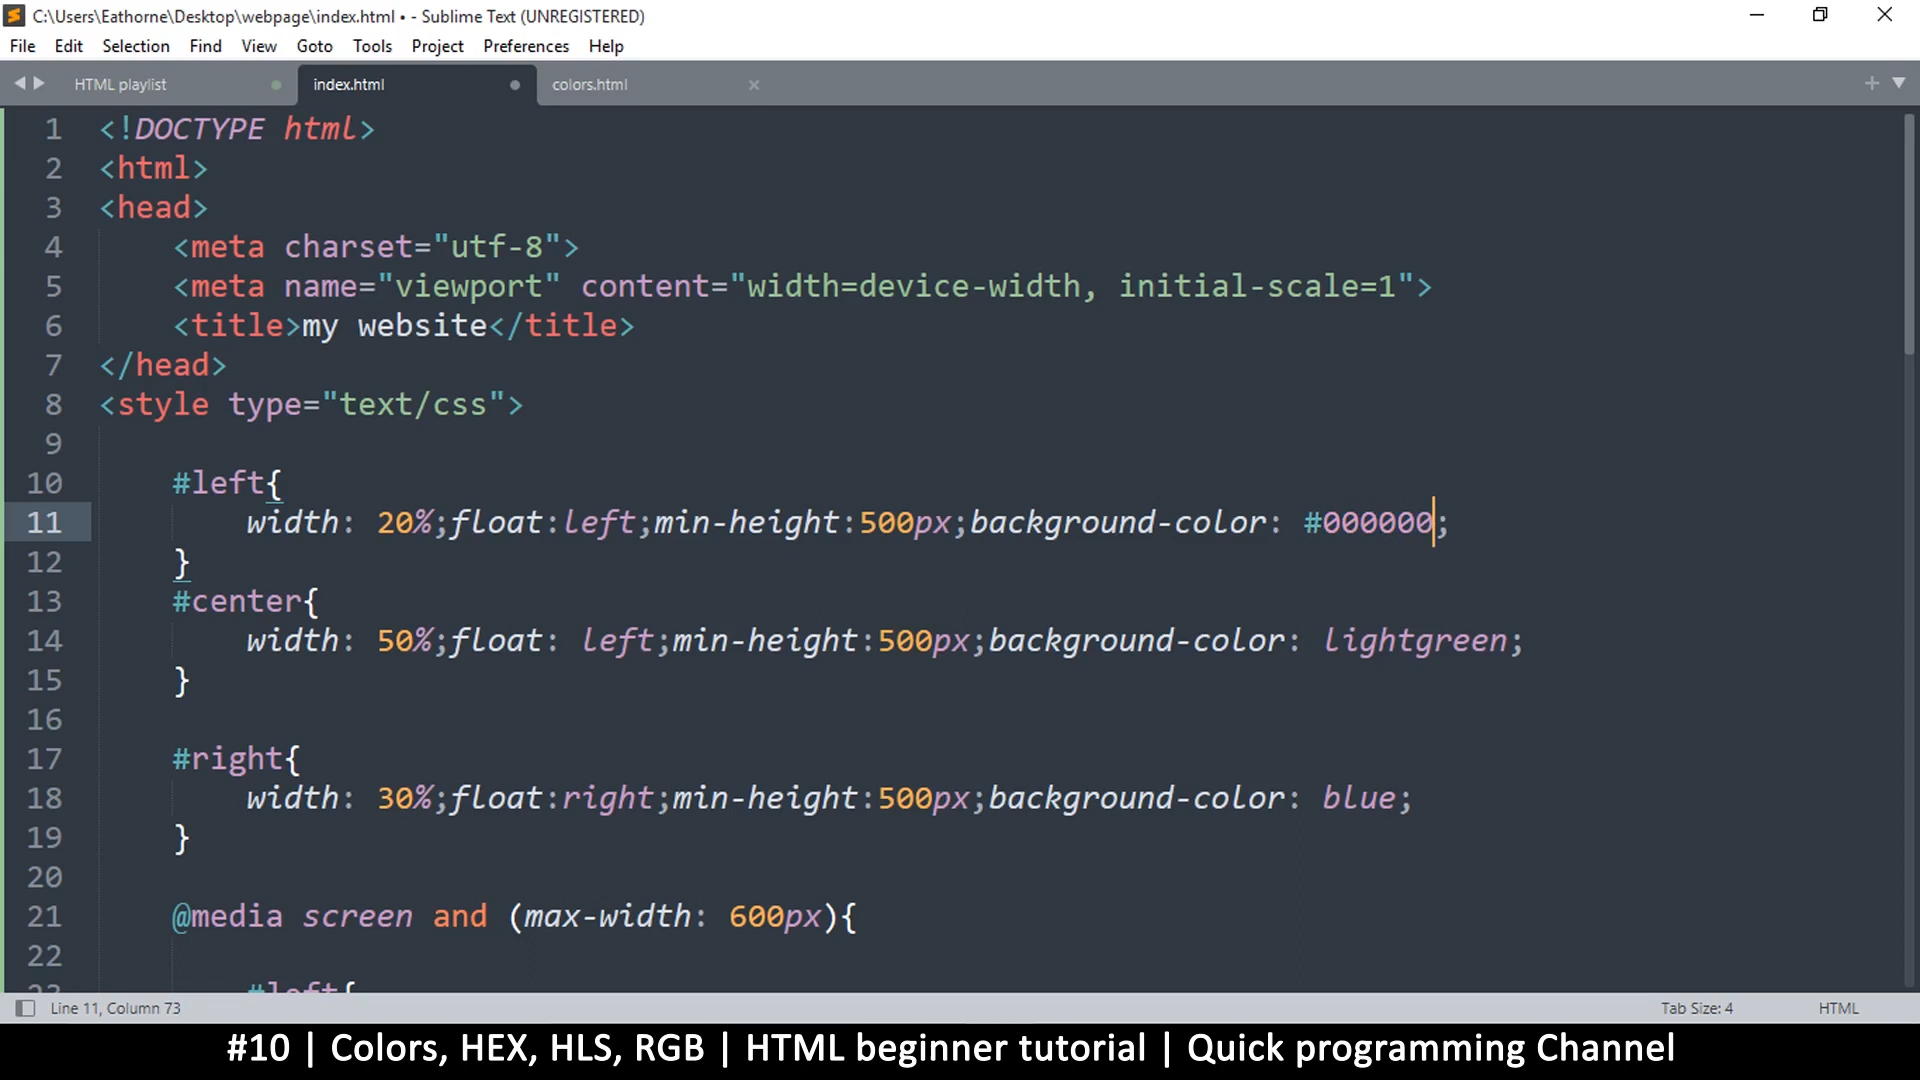 C:\Users\Eathorne\Desktop\webpage\index.html • - Sublime Text (UNREGISTERED)
File Edit Selection Find View Goto Tools Project Preferences Help
HTML playlist index.html colors.html
1 <!DOCTYPE html>
2 <html>
3 <head>
4 <meta charset="utf-8">
5 <meta name="viewport" content="width=device-width, initial-scale=1">
6 <title>my website</title>
7 </head>
8 <style type="text/css">
9
10 #left{
11 width: 20%;float:left;min-height:500px;background-color: #000000;
12 }
13 #center{
14 width: 50%;float: left;min-height:500px;background-color: lightgreen;
15 }
16
17 #right{
18 width: 30%;float:right;min-height:500px;background-color: blue;
19 }
20
21 @media screen and (max-width: 600px){
22
23 #left{
Line 11, Column 73 Tab Size: 4 HTML
#10 | Colors, HEX, HLS, RGB | HTML beginner tutorial | Quick programming Channel